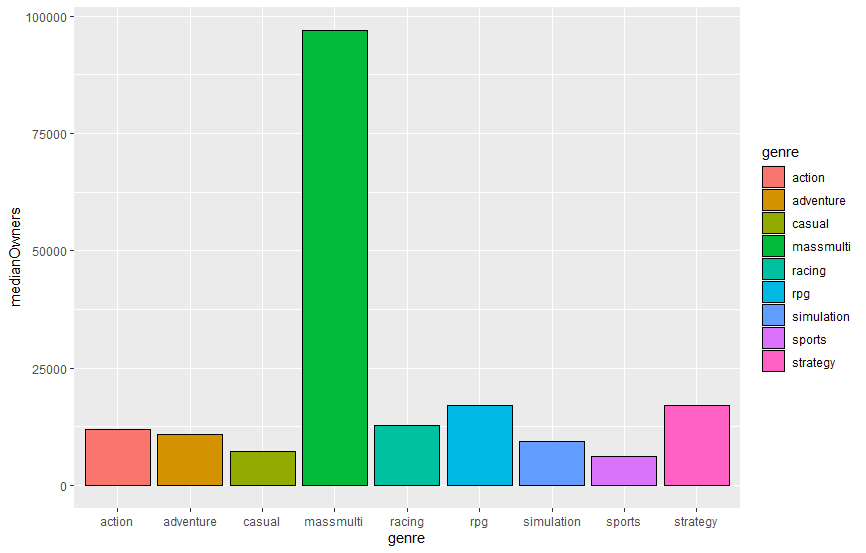 100000
75000
50000
25000
0
medianOwners
action adventure casual massmulti racing rpg simulation sports strategy
genre
genre
action
adventure
casual
massmulti
racing
rpg
simulation
sports
strategy